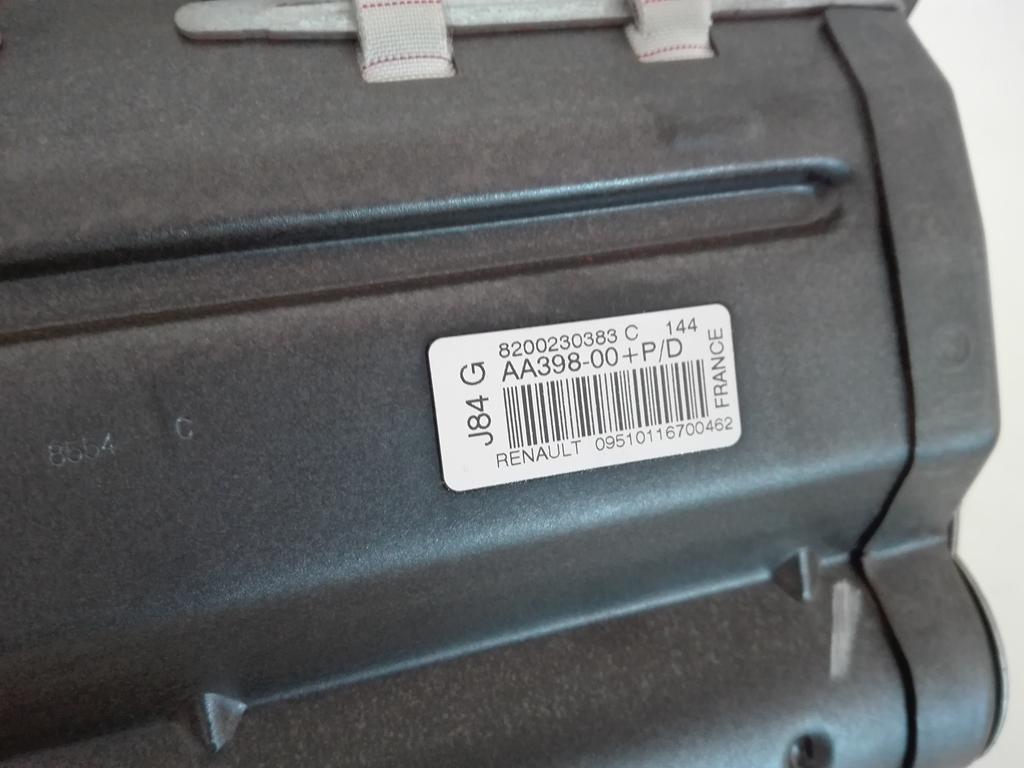 8200230383 C 144
AA398-00+P/D
J84 G
FRANCE
RENAULT 09510116700462
8554 C